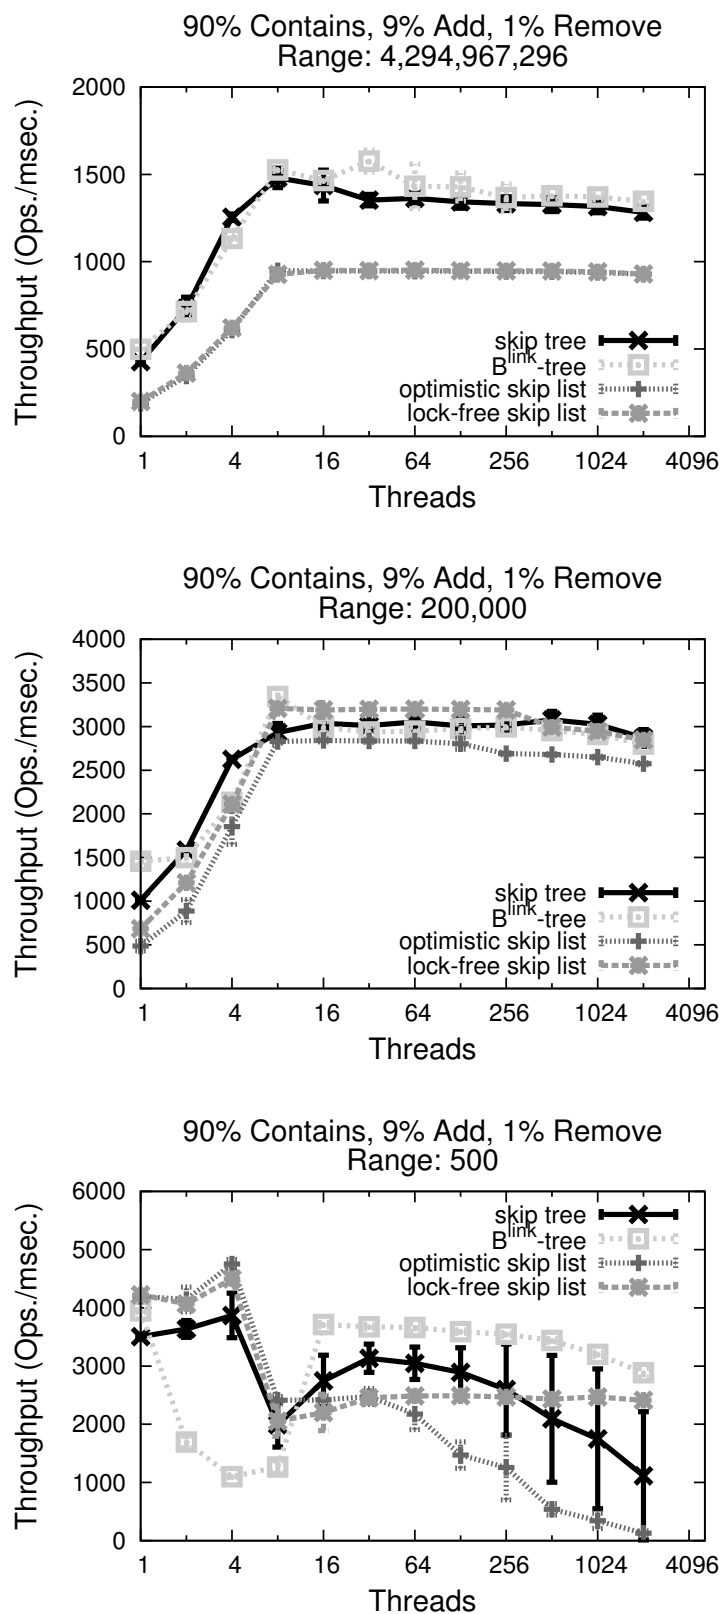 90% Contains, 9% Add, 1% Remove
Range: 4,294,967,296
Throughput (Ops./msec.)
2000
1500
1000
500
0
skip tree
Blink-tree
optimistic skip list
lock-free skip list
1 4 16 64 256 1024 4096
Threads
90% Contains, 9% Add, 1% Remove
Range: 200,000
Throughput (Ops./msec.)
4000
3500
3000
2500
2000
1500
1000
500
0
skip tree
Blink-tree
optimistic skip list
lock-free skip list
1 4 16 64 256 1024 4096
Threads
90% Contains, 9% Add, 1% Remove
Range: 500
Throughput (Ops./msec.)
6000
5000
4000
3000
2000
1000
0
skip tree
Blink-tree
optimistic skip list
lock-free skip list
1 4 16 64 256 1024 4096
Threads